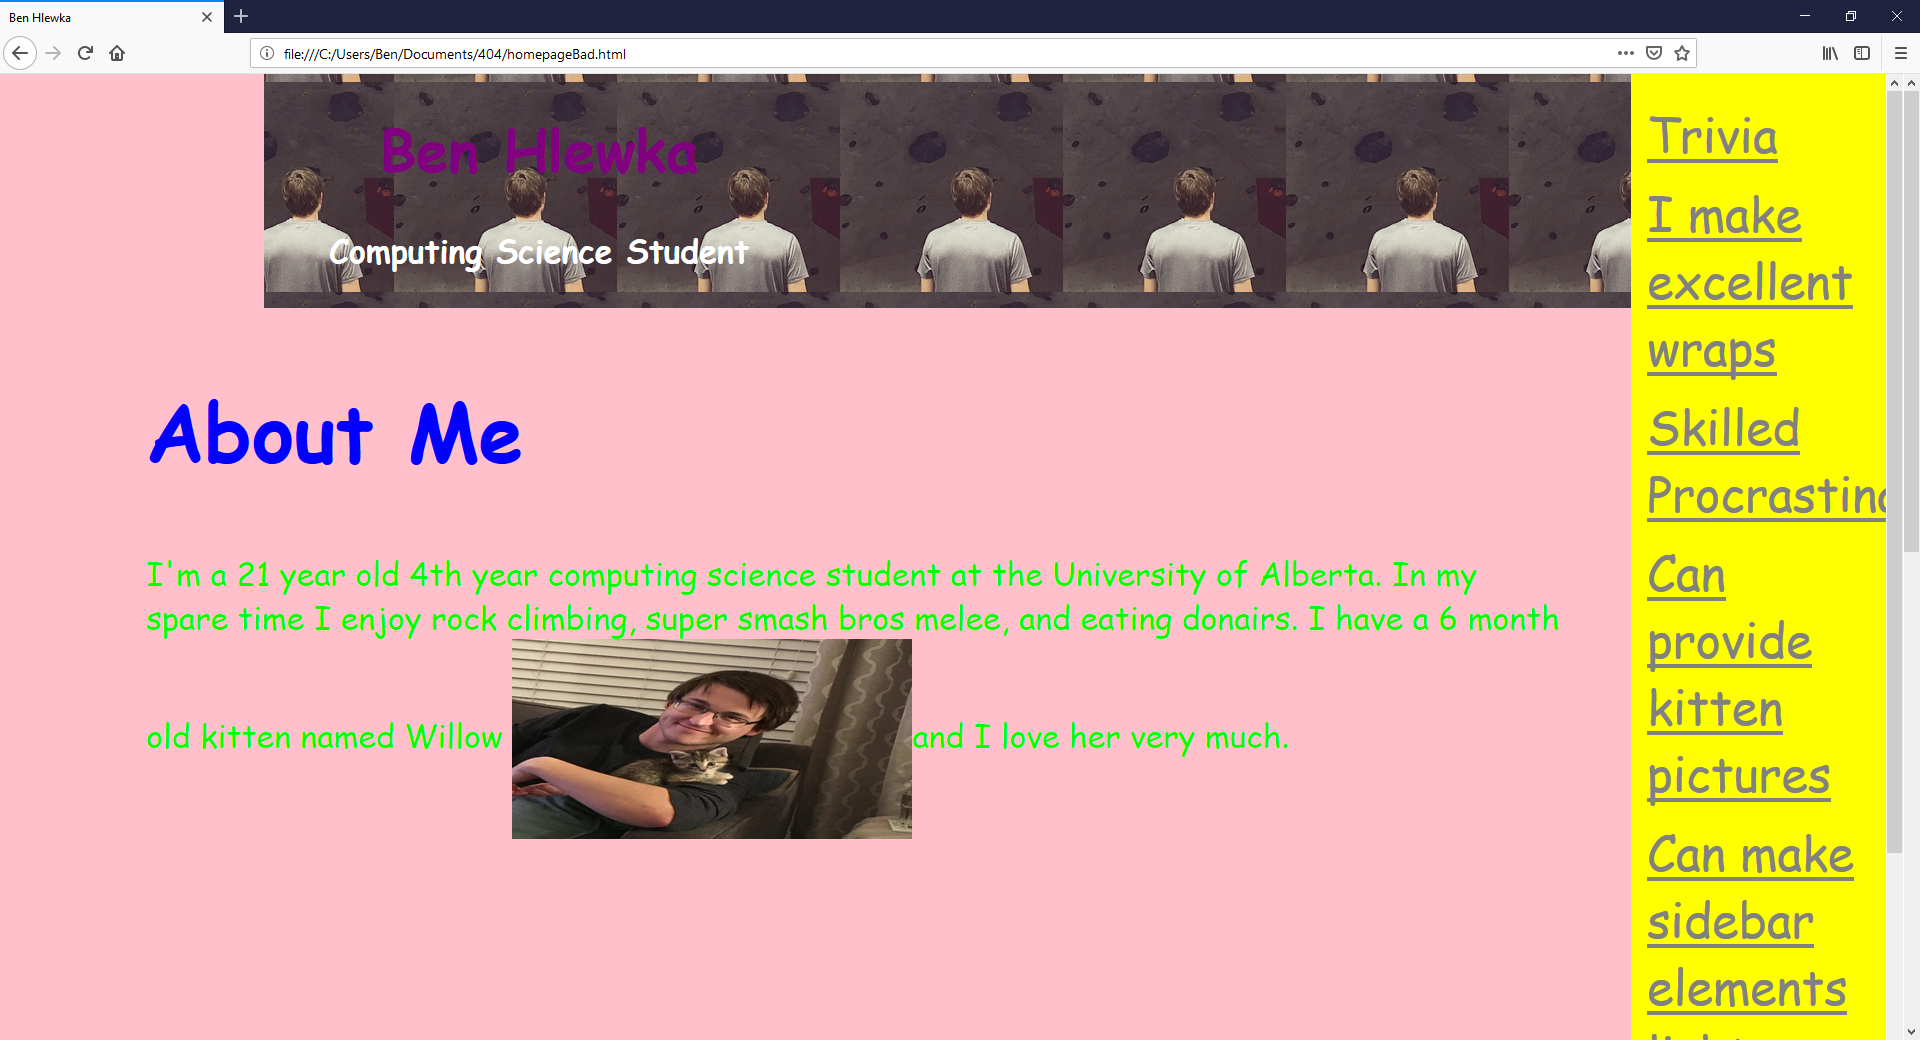 Ben Hlewka
file:///C:/Users/Ben/Documents/404/homepageBad.html
Ben Hlewka
Computing Science Student
About Me
I'm a 21 year old 4th year computing science student at the University of Alberta. In my
spare time I enjoy rock climbing, super smash bros melee, and eating donairs. I have a 6 month
old kitten named Willow and I love her very much.
Trivia
I make
excellent
wraps
Skilled
Can
provide
kitten
pictures
Can make
sidebar
elements